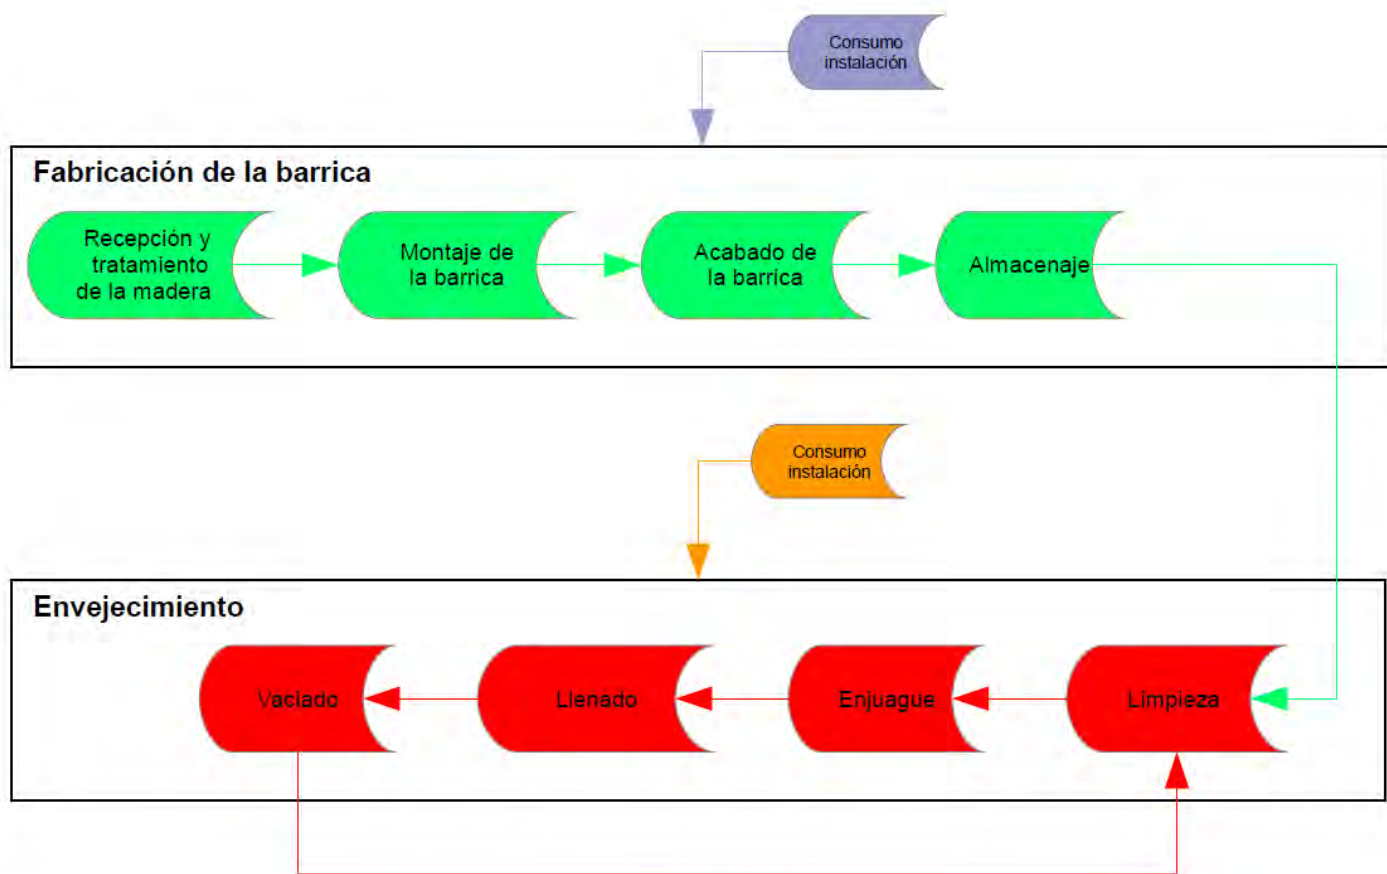 Consumo
instalación
Fabricación de la barrica
Recepción y
tratamiento
de la madera
Montaje de
la barrica
Acabado de
la barrica
Almacenaje
Consumo
instalación
Envejecimiento
Vaciado
Llenado
Enjuague
Limpieza